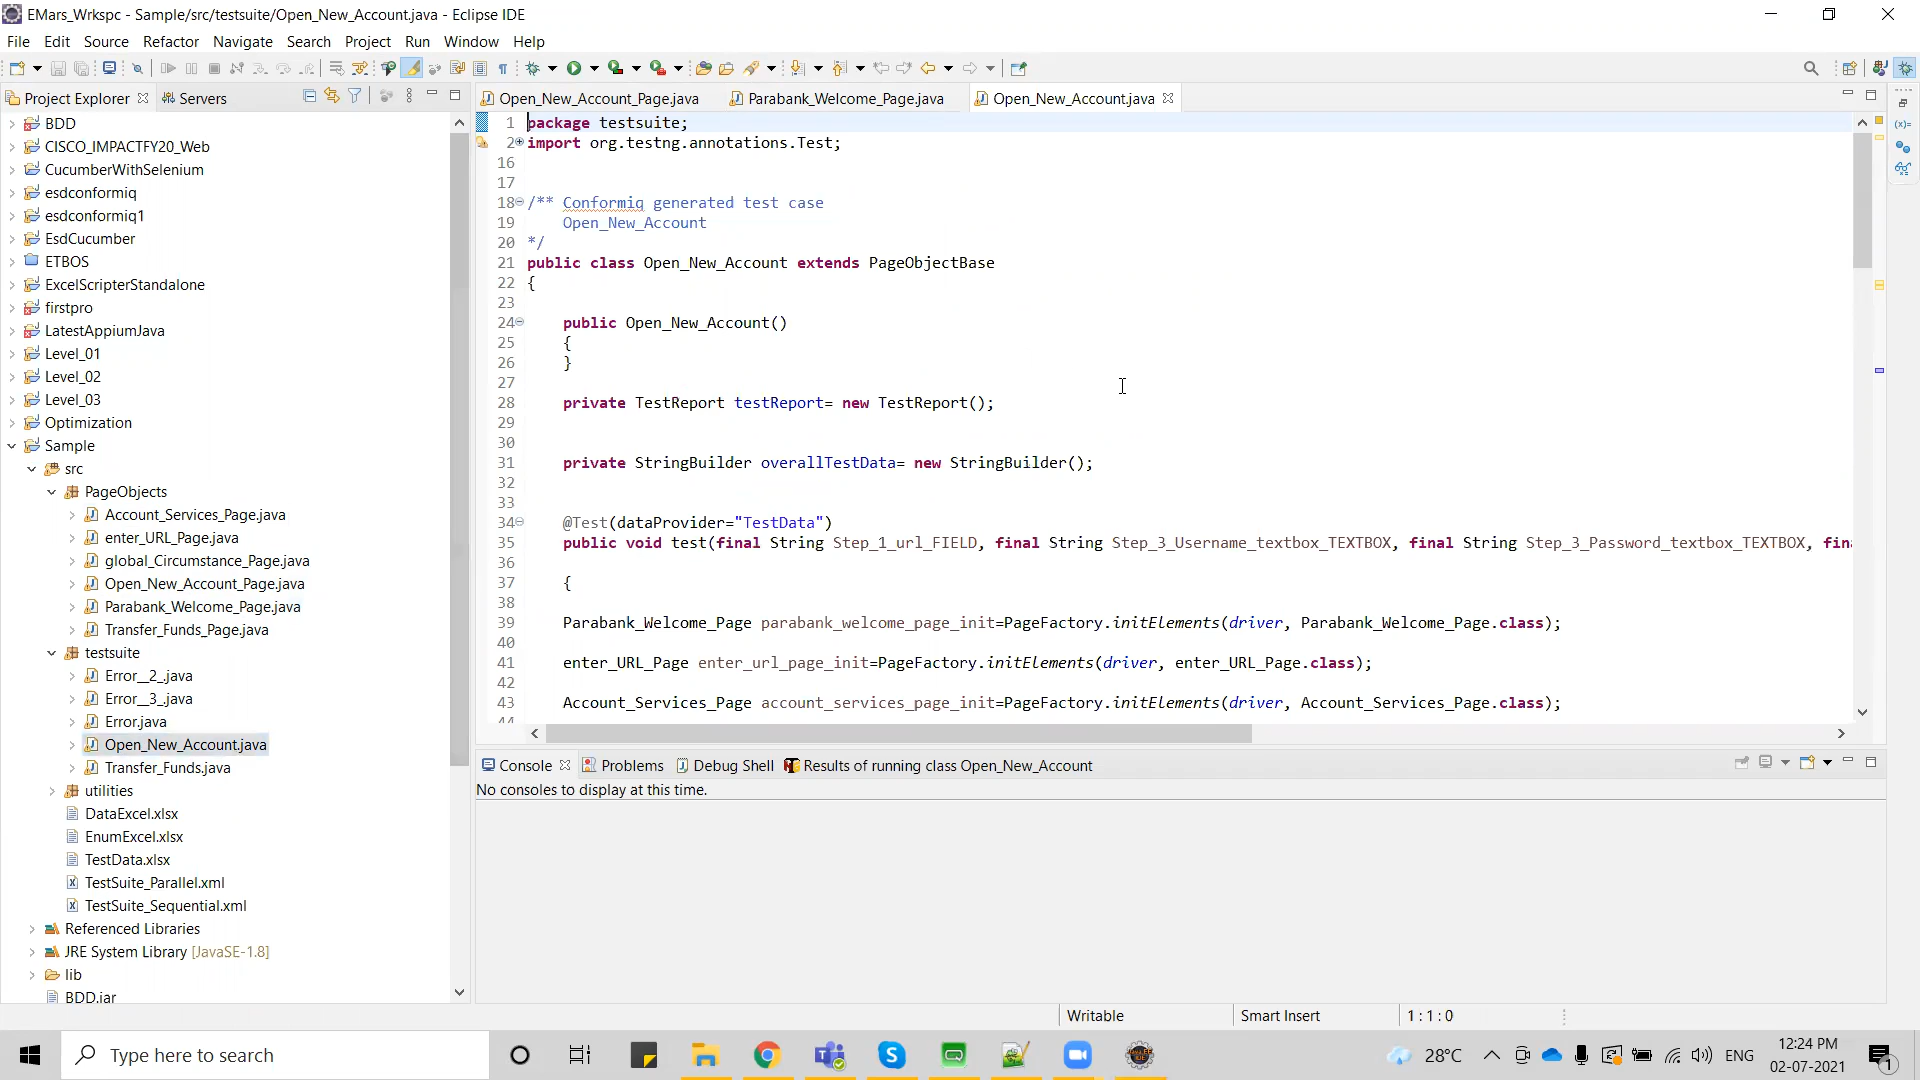 EMars_Wrkspc - Sample/src/testsuite/Open_New_Account.java - Eclipse IDE
File Edit Source Refactor Navigate Search Project Run Window Help
Project Explorer Servers
Open_New_Account_Page.java Parabank_Welcome_Page.java Open_New_Account.java
BDD
CISCO_IMPACTFY20_Web
CucumberWithSelenium
esdconformiq
esdconformiq1
EsdCucumber
ETBOS
ExcelScripterStandalone
firstpro
LatestAppiumJava
Level_01
Level_02
Level_03
Optimization
Sample
src
PageObjects
Account_Services_Page.java
enter_URL_Page.java
global_Circumstance_Page.java
Open_New_Account_Page.java
Parabank_Welcome_Page.java
Transfer_Funds_Page.java
testsuite
Error__2_.java
Error__3_.java
Error.java
Open_New_Account.java
Transfer_Funds.java
utilities
DataExcel.xlsx
EnumExcel.xlsx
TestData.xlsx
TestSuite_Parallel.xml
TestSuite_Sequential.xml
Referenced Libraries
JRE System Library [JavaSE-1.8]
lib
BDD.jar
1 package testsuite;
2 import org.testng.annotations.Test;
16
17
18 /** Conformiq generated test case
19 Open_New_Account
20 */
21 public class Open_New_Account extends PageObjectBase
22 {
23
24 public Open_New_Account()
25 {
26 }
27
28 private TestReport testReport= new TestReport();
29
30
31 private StringBuilder overallTestData= new StringBuilder();
32
33
34 @Test(dataProvider="TestData")
35 public void test(final String Step_1_url_FIELD, final String Step_3_Username_textbox_TEXTBOX, final String Step_3_Password_textbox_TEXTBOX, fin
36
37 {
38
39 Parabank_Welcome_Page parabank_welcome_page_init=PageFactory.initElements(driver, Parabank_Welcome_Page.class);
40
41 enter_URL_Page enter_url_page_init=PageFactory.initElements(driver, enter_URL_Page.class);
42
43 Account_Services_Page account_services_page_init=PageFactory.initElements(driver, Account_Services_Page.class);
44
Console Problems Debug Shell Results of running class Open_New_Account
No consoles to display at this time.
Writable Smart Insert 1 : 1 : 0
Type here to search
28°C ENG
12:24 PM
02-07-2021
1